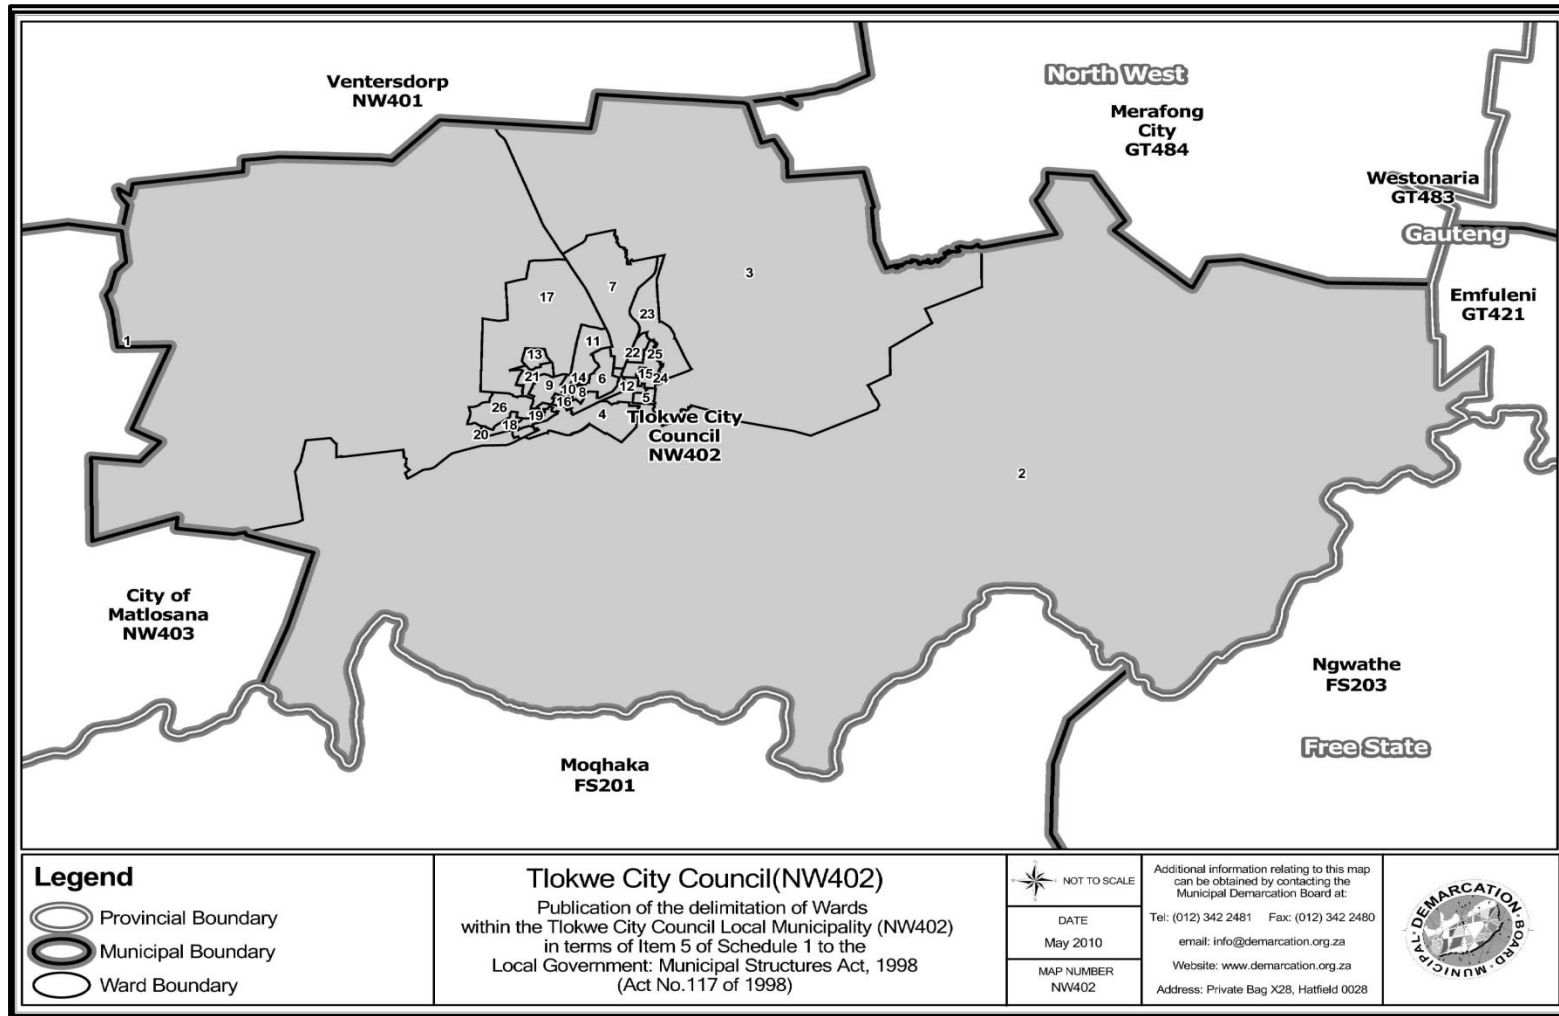 Ventersdorp
NW401
North West
Merafong
City
GT484
Westonaria
GT483
Gauteng
Emfuleni
GT421
3
7
17
23
1
11
13
22
25
21
9
14
6
15
24
10
8
12
5
16
26
19
4
18
20
Tlokwe City
Council
NW402
2
City of
Matlosana
NW403
Ngwathe
FS203
Free State
Moqhaka
FS201
Legend
Provincial Boundary
Municipal Boundary
Ward Boundary
Tlokwe City Council(NW402)
Publication of the delimitation of Wards
within the Tlokwe City Council Local Municipality (NW402)
in terms of Item 5 of Schedule 1 to the
Local Government: Municipal Structures Act, 1998
(Act No.117 of 1998)
NOT TO SCALE
DATE
May 2010
MAP NUMBER
NW402
Additional information relating to this map
can be obtained by contacting the
Municipal Demarcation Board at:
Tel: (012) 342 2481 Fax: (012) 342 2480
email: info@demarcation.org.za
Website: www.demarcation.org.za
Address: Private Bag X28, Hatfield 0028
MUNICIPAL DEMARCATION BOARD